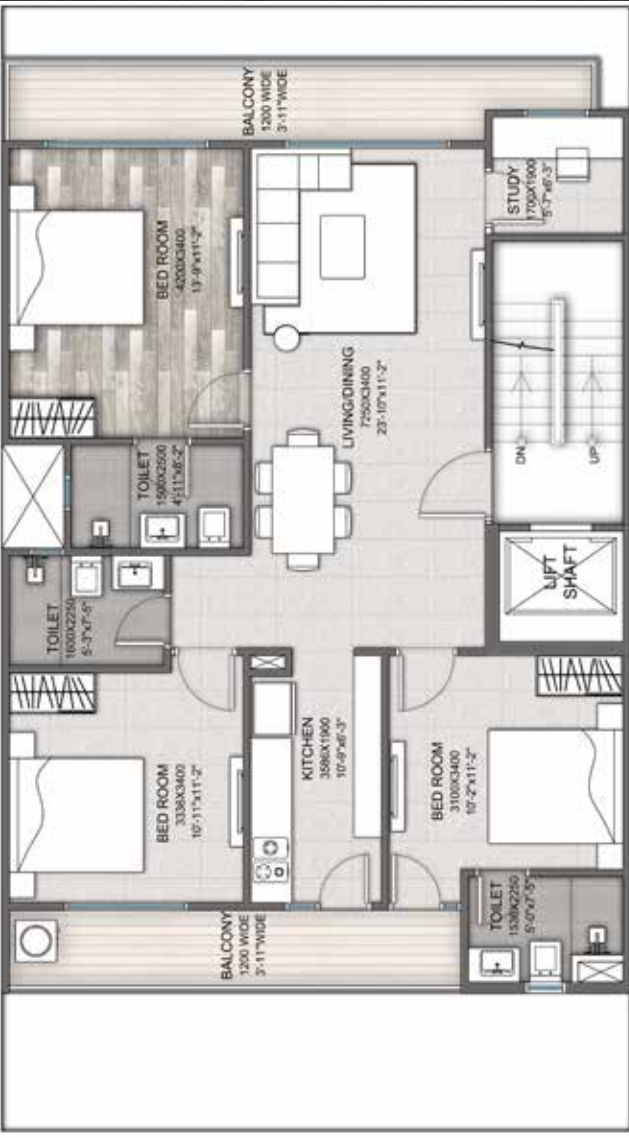 BALCONY
1200 WIDE
3'-11"WIDE
BED ROOM
4200X3400
13'-9"x11'-2"
STUDY
1700X1900
5'-7"x6'-3"
LIVING/DINING
7250X3400
23'-10"x11'-2"
TOILET
1500X2500
4'-11"x8'-2"
DN
UP
LIFT
SHAFT
TOILET
1600X2250
5'-3"x7'-5"
BED ROOM
3336X3400
10'-11"x11'-2"
KITCHEN
3580X1900
10'-9"x6'-3"
BED ROOM
3100X3400
10'-2"x11'-2"
BALCONY
1200 WIDE
3'-11"WIDE
TOILET
1536X2250
5'-0"x7'-5"